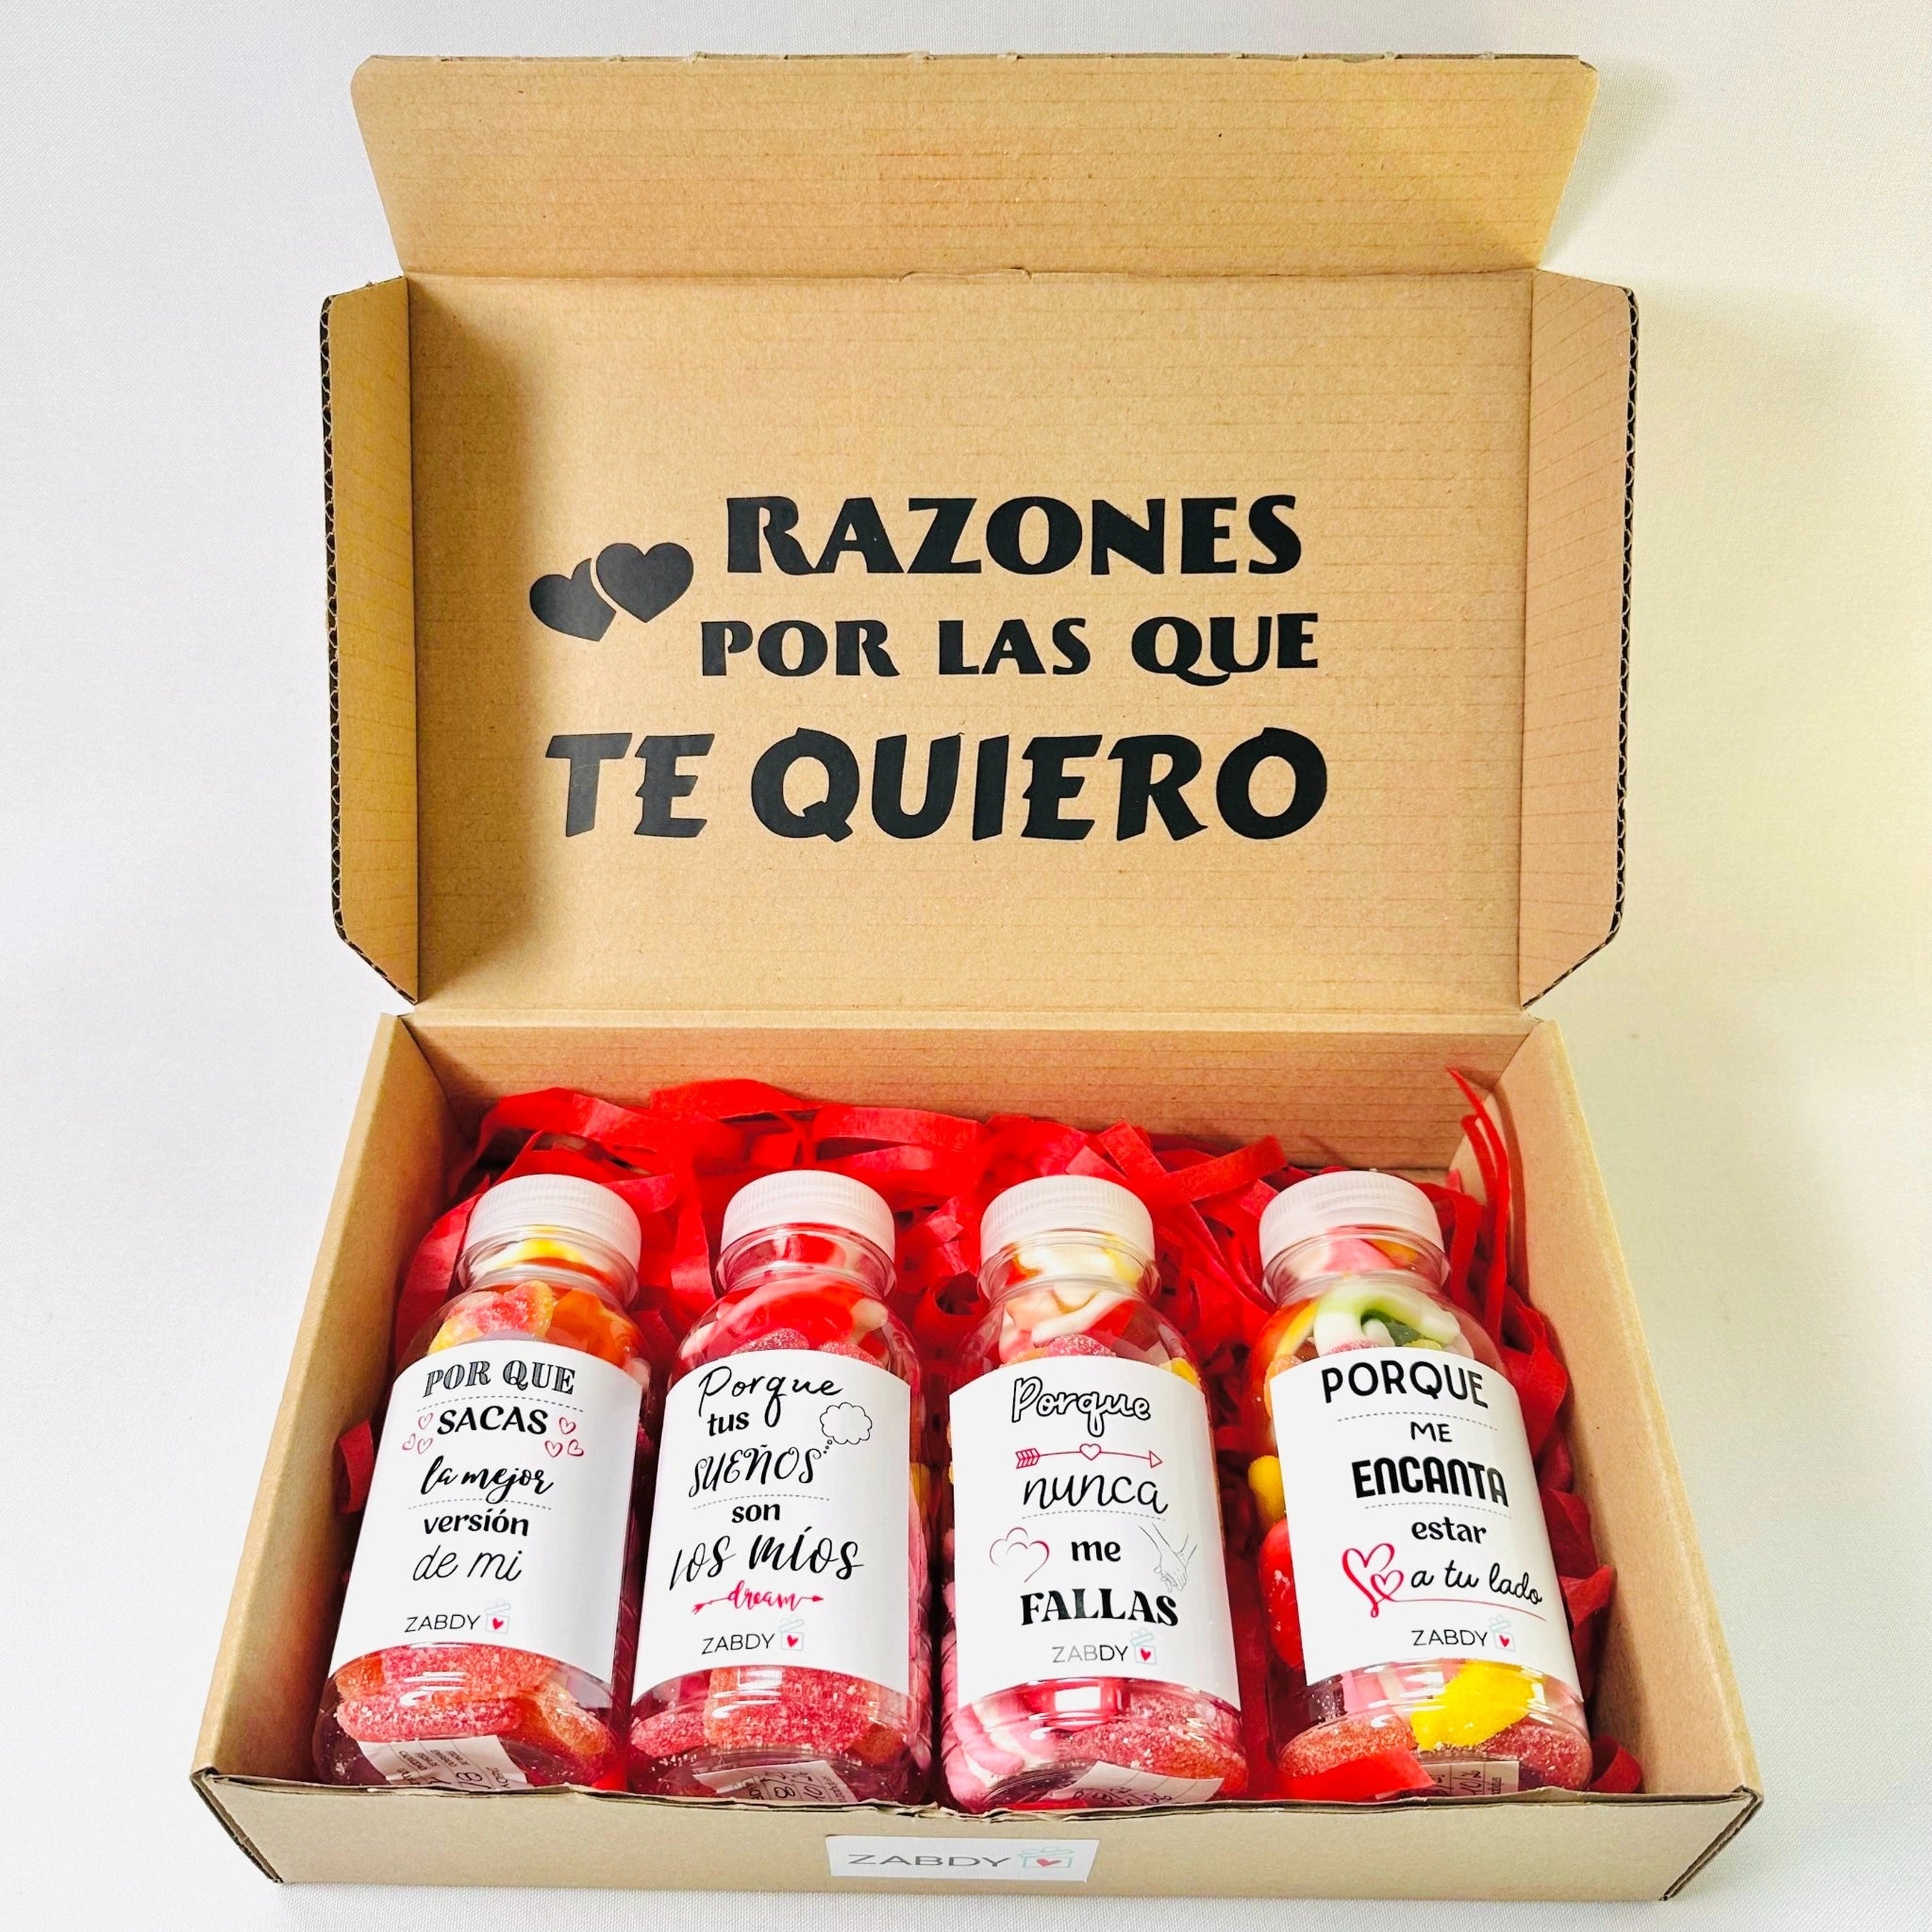 RAZONES
POR LAS QUE
TE QUIERO
POR QUE
SACAS
la mejor
versión
de mi
ZABDY
Porque
tus
SUEÑOS
son
LOS MÍOS
dream
ZABDY
Porque
nunca
me
FALLAS
ZABDY
PORQUE
ME
ENCANTA
estar
a tu lado
ZABDY
ZABDY